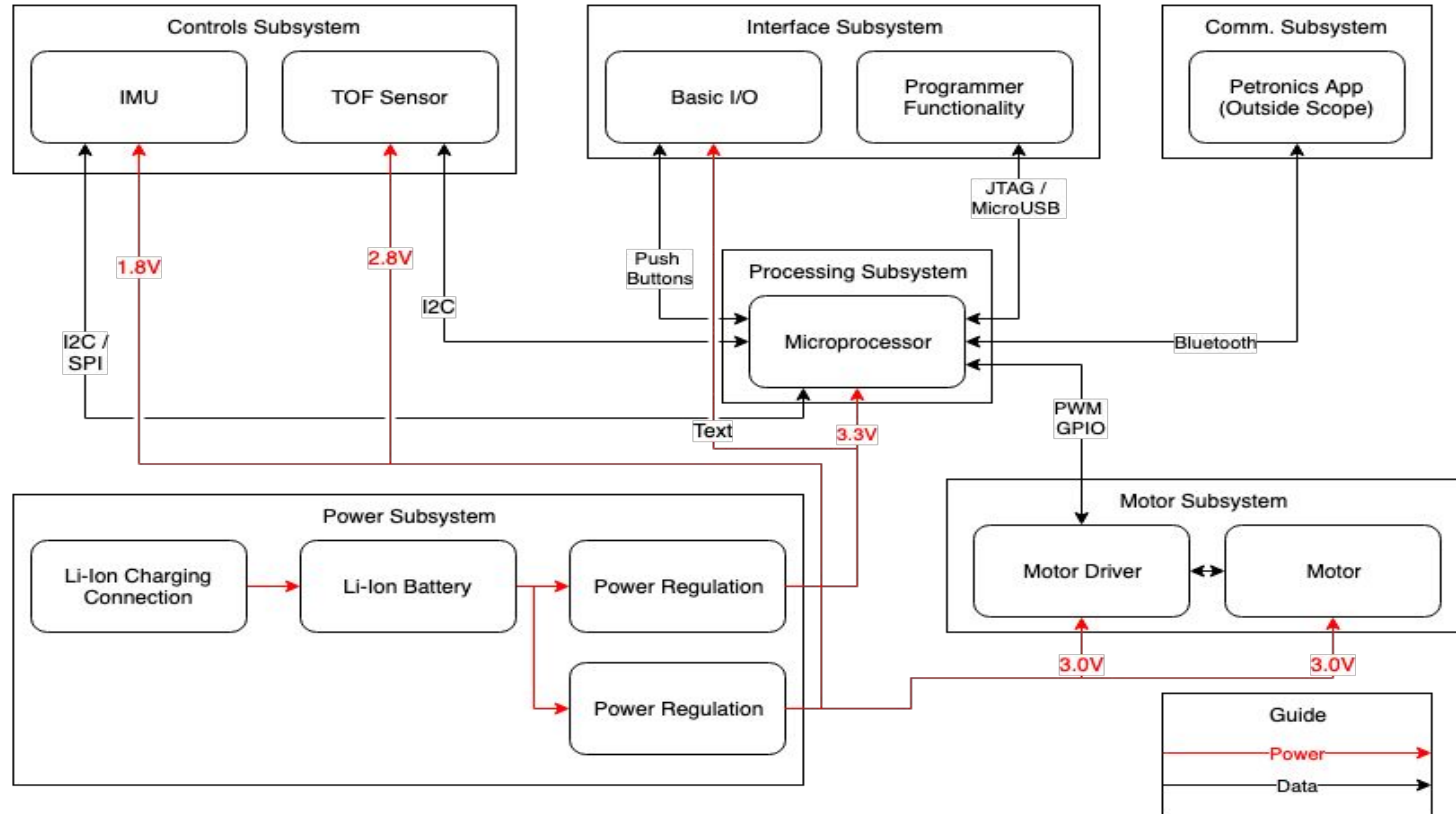 Controls Subsystem
IMU
TOF Sensor
Interface Subsystem
Basic I/O
Programmer
Functionality
Comm. Subsystem
Petronics App
(Outside Scope)
JTAG /
MicroUSB
1.8V
2.8V
Push
Buttons
Processing Subsystem
Microprocessor
I2C
I2C /
SPI
Bluetooth
PWM
GPIO
Text
3.3V
Power Subsystem
Li-Ion Charging
Connection
Li-Ion Battery
Power Regulation
Power Regulation
Motor Subsystem
Motor Driver
Motor
3.0V
3.0V
Guide
Power
Data